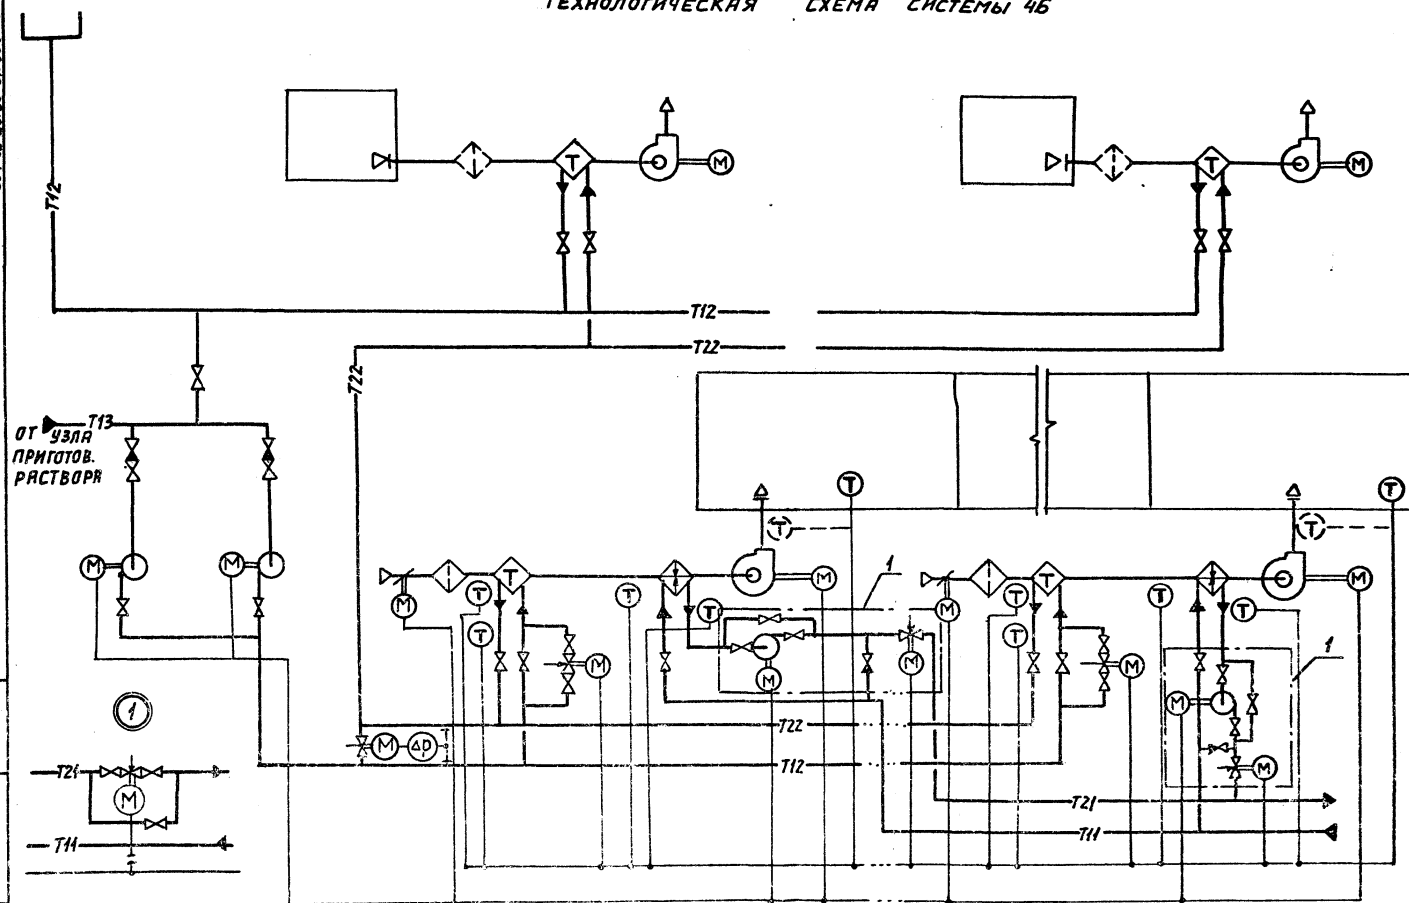 ТЕХНОЛОГИЧЕСКАЯ СХЕМА СИСТЕМЫ 4Б
Т М Т М
Т12
Т12
Т22
Т22
Т13
ОТ УЗЛА
ПРИГОТОВ.
РАСТВОРА
Т Т
Т Т
М М Т М 1 Т М
М Т Т Т М Т Т Т
Т Т
М М М 1
М М
1
Т22
М ΔР
Т12 М
Т21
М
Т21
Т11
Т11